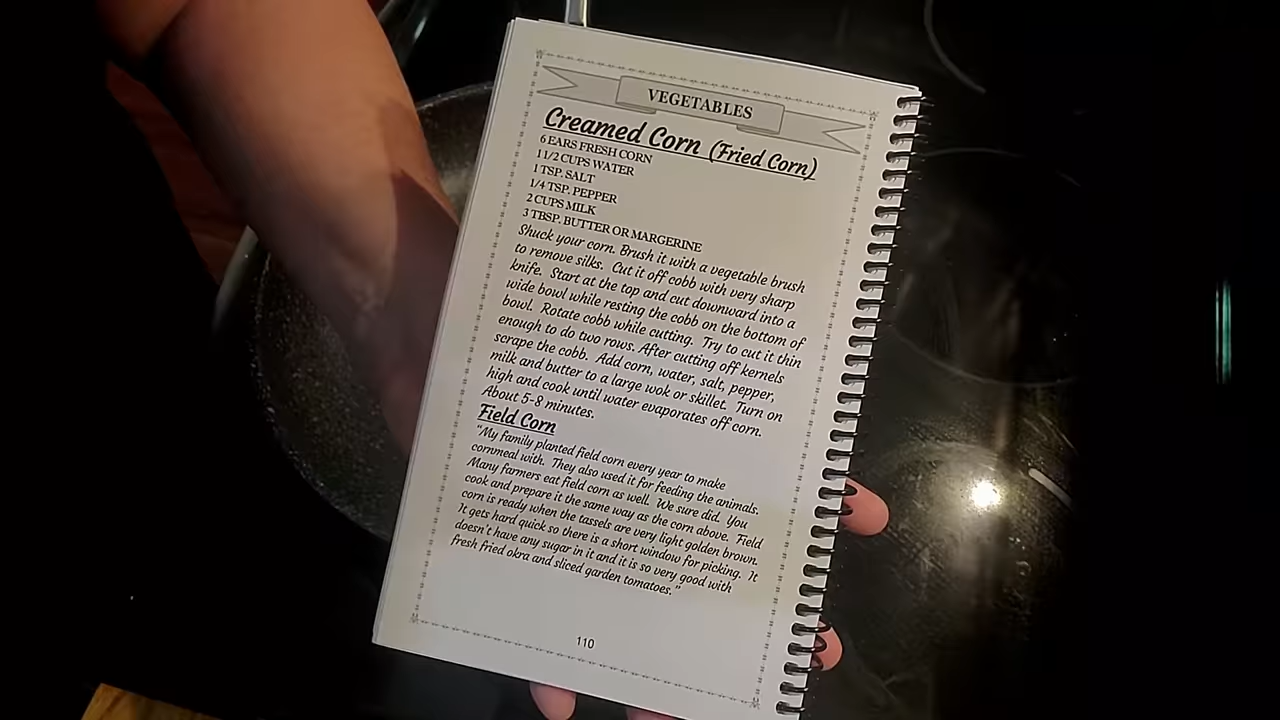 VEGETABLES
Creamed Corn (Fried Corn)
6 EARS FRESH CORN
1 1/2 CUPS WATER
1 TSP. SALT
1/4 TSP. PEPPER
2 CUPS MILK
3 TBSP. BUTTER OR MARGERINE
Shuck your corn. Brush it with a vegetable brush
to remove silks. Cut it off cobb with very sharp
knife. Start at the top and cut downward into a
wide bowl while resting the cobb on the bottom of
bowl. Rotate cobb while cutting. Try to cut it thin
enough to do two rows. After cutting off kernels
scrape the cobb. Add corn, water, salt, pepper,
milk and butter to a large wok or skillet. Turn on
high and cook until water evaporates off corn.
About 5-8 minutes.
Field Corn
"My family planted field corn every year to make
cornmeal with. They also used it for feeding the animals.
Many farmers eat field corn as well. We sure did. You
cook and prepare it the same way as the corn above. Field
corn is ready when the tassels are very light golden brown.
It gets hard quick so there is a short window for picking. It
doesn't have any sugar in it and it is so very good with
fresh fried okra and sliced garden tomatoes."
110